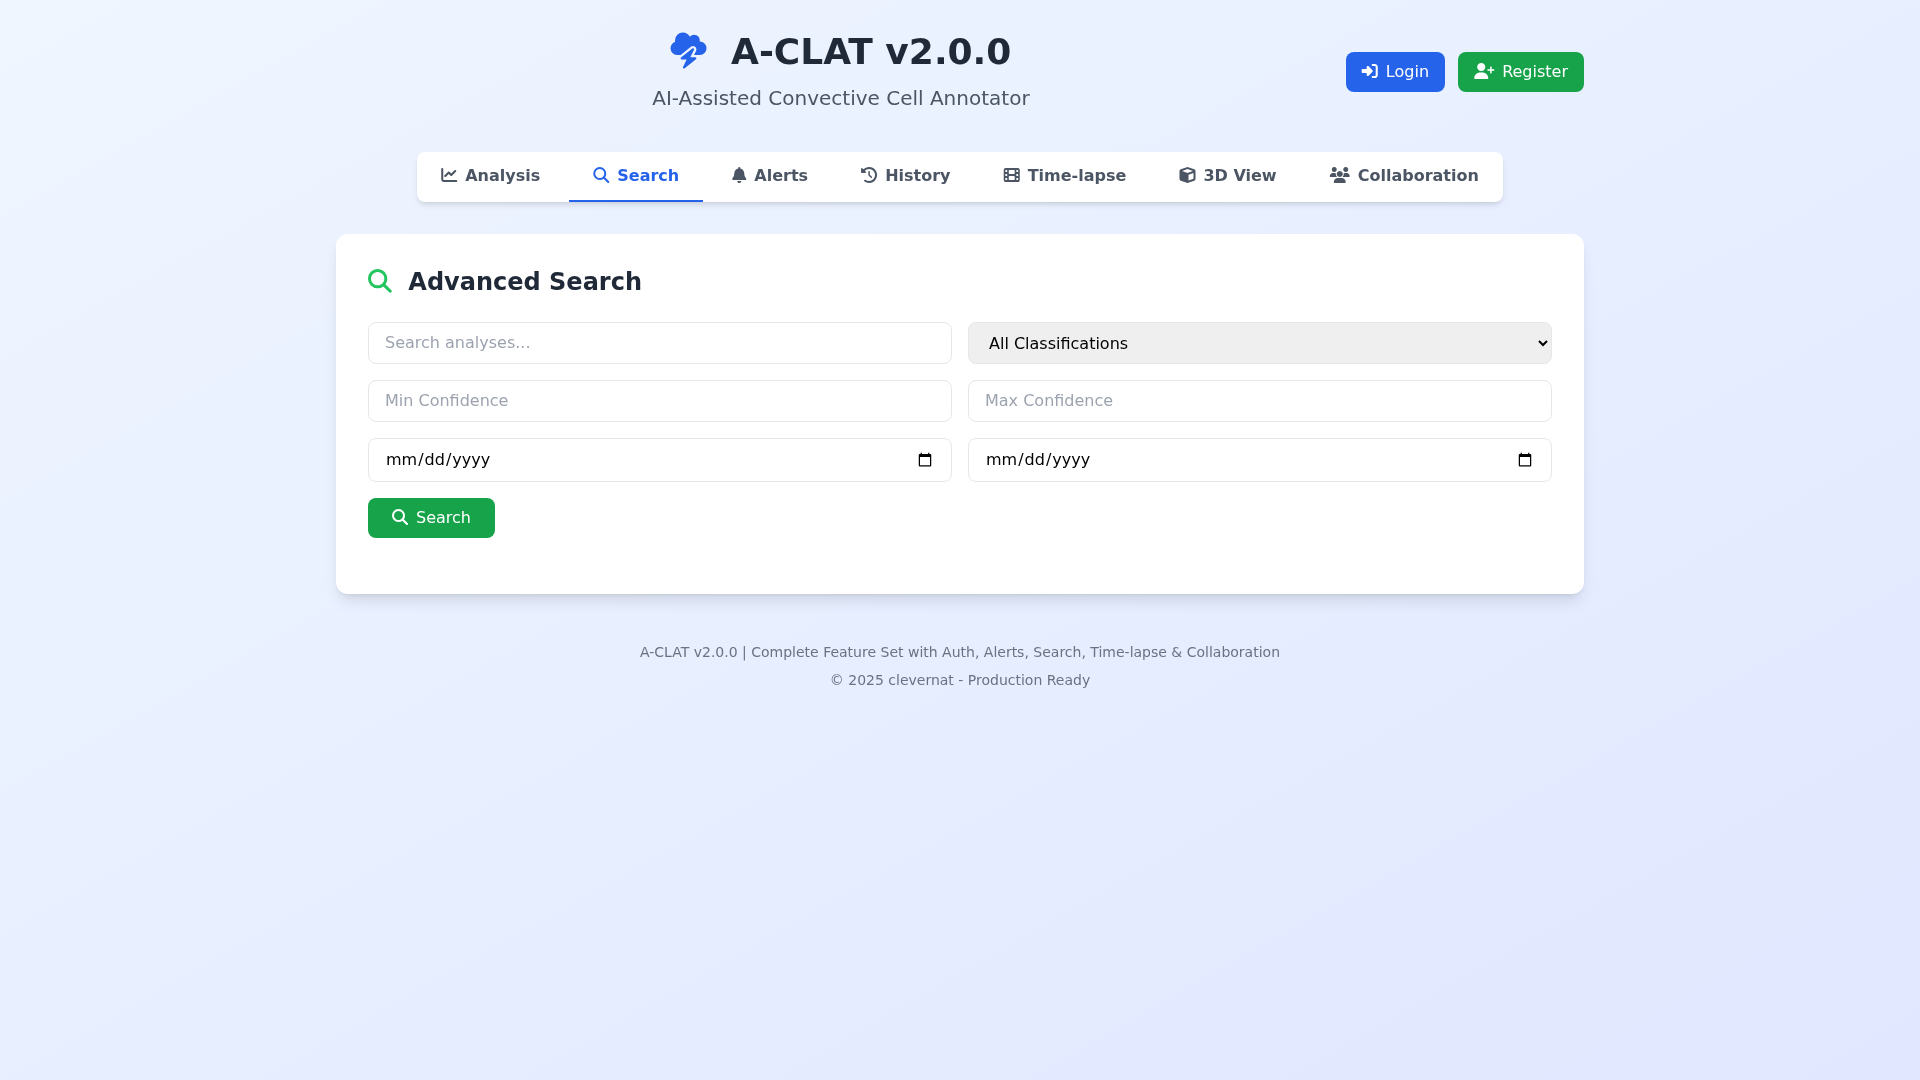 A-CLAT v2.0.0
AI-Assisted Convective Cell Annotator
Login
Register
Analysis
Search
Alerts
History
Time-lapse
3D View
Collaboration
Advanced Search
Search analyses...
All Classifications
Min Confidence
Max Confidence
mm/dd/yyyy
mm/dd/yyyy
Search
A-CLAT v2.0.0 | Complete Feature Set with Auth, Alerts, Search, Time-lapse & Collaboration
© 2025 clevernat - Production Ready